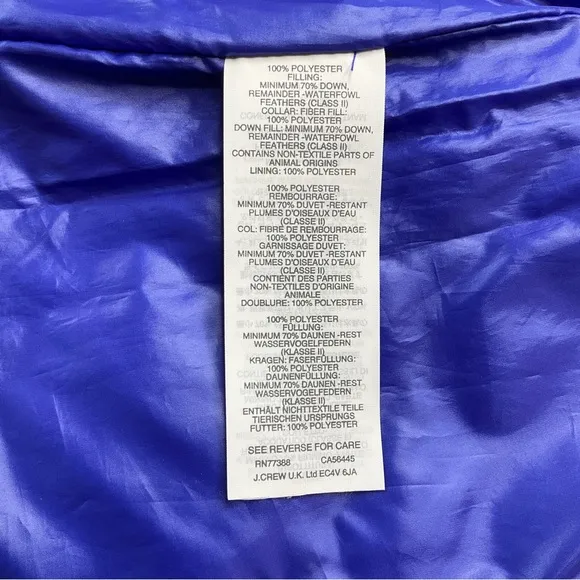 100% POLYESTER
FILLING:
MINIMUM 70% DOWN,
REMAINDER -WATERFOWL
FEATHERS (CLASS II)
COLLAR: FIBER FILL:
100% POLYESTER
DOWN FILL: MINIMUM 70% DOWN,
REMAINDER -WATERFOWL
FEATHERS (CLASS II)
CONTAINS NON-TEXTILE PARTS OF
ANIMAL ORIGINS
LINING: 100% POLYESTER
100% POLYESTER
REMBOURRAGE:
MINIMUM 70% DUVET -RESTANT
PLUMES D'OISEAUX D'EAU
(CLASSE II)
COL: FIBRE DE REMBOURRAGE:
100% POLYESTER
GARNISSAGE DUVET:
MINIMUM 70% DUVET -RESTANT
PLUMES D'OISEAUX D'EAU
(CLASSE II)
CONTIENT DES PARTIES
NON-TEXTILES D'ORIGINE
ANIMALE
DOUBLURE: 100% POLYESTER
100% POLYESTER
FÜLLUNG:
MINIMUM 70% DAUNEN -REST
WASSERVOGELFEDERN
(KLASSE II)
KRAGEN: FASERFÜLLUNG:
100% POLYESTER
DAUNENFÜLLUNG:
MINIMUM 70% DAUNEN -REST
WASSERVOGELFEDERN
(KLASSE II)
ENTHÄLT NICHTTEXTILE TEILE
TIERISCHEN URSPRUNGS
FUTTER: 100% POLYESTER
SEE REVERSE FOR CARE
RN77388 CA56445
J.CREW U.K. Ltd EC4V 6JA